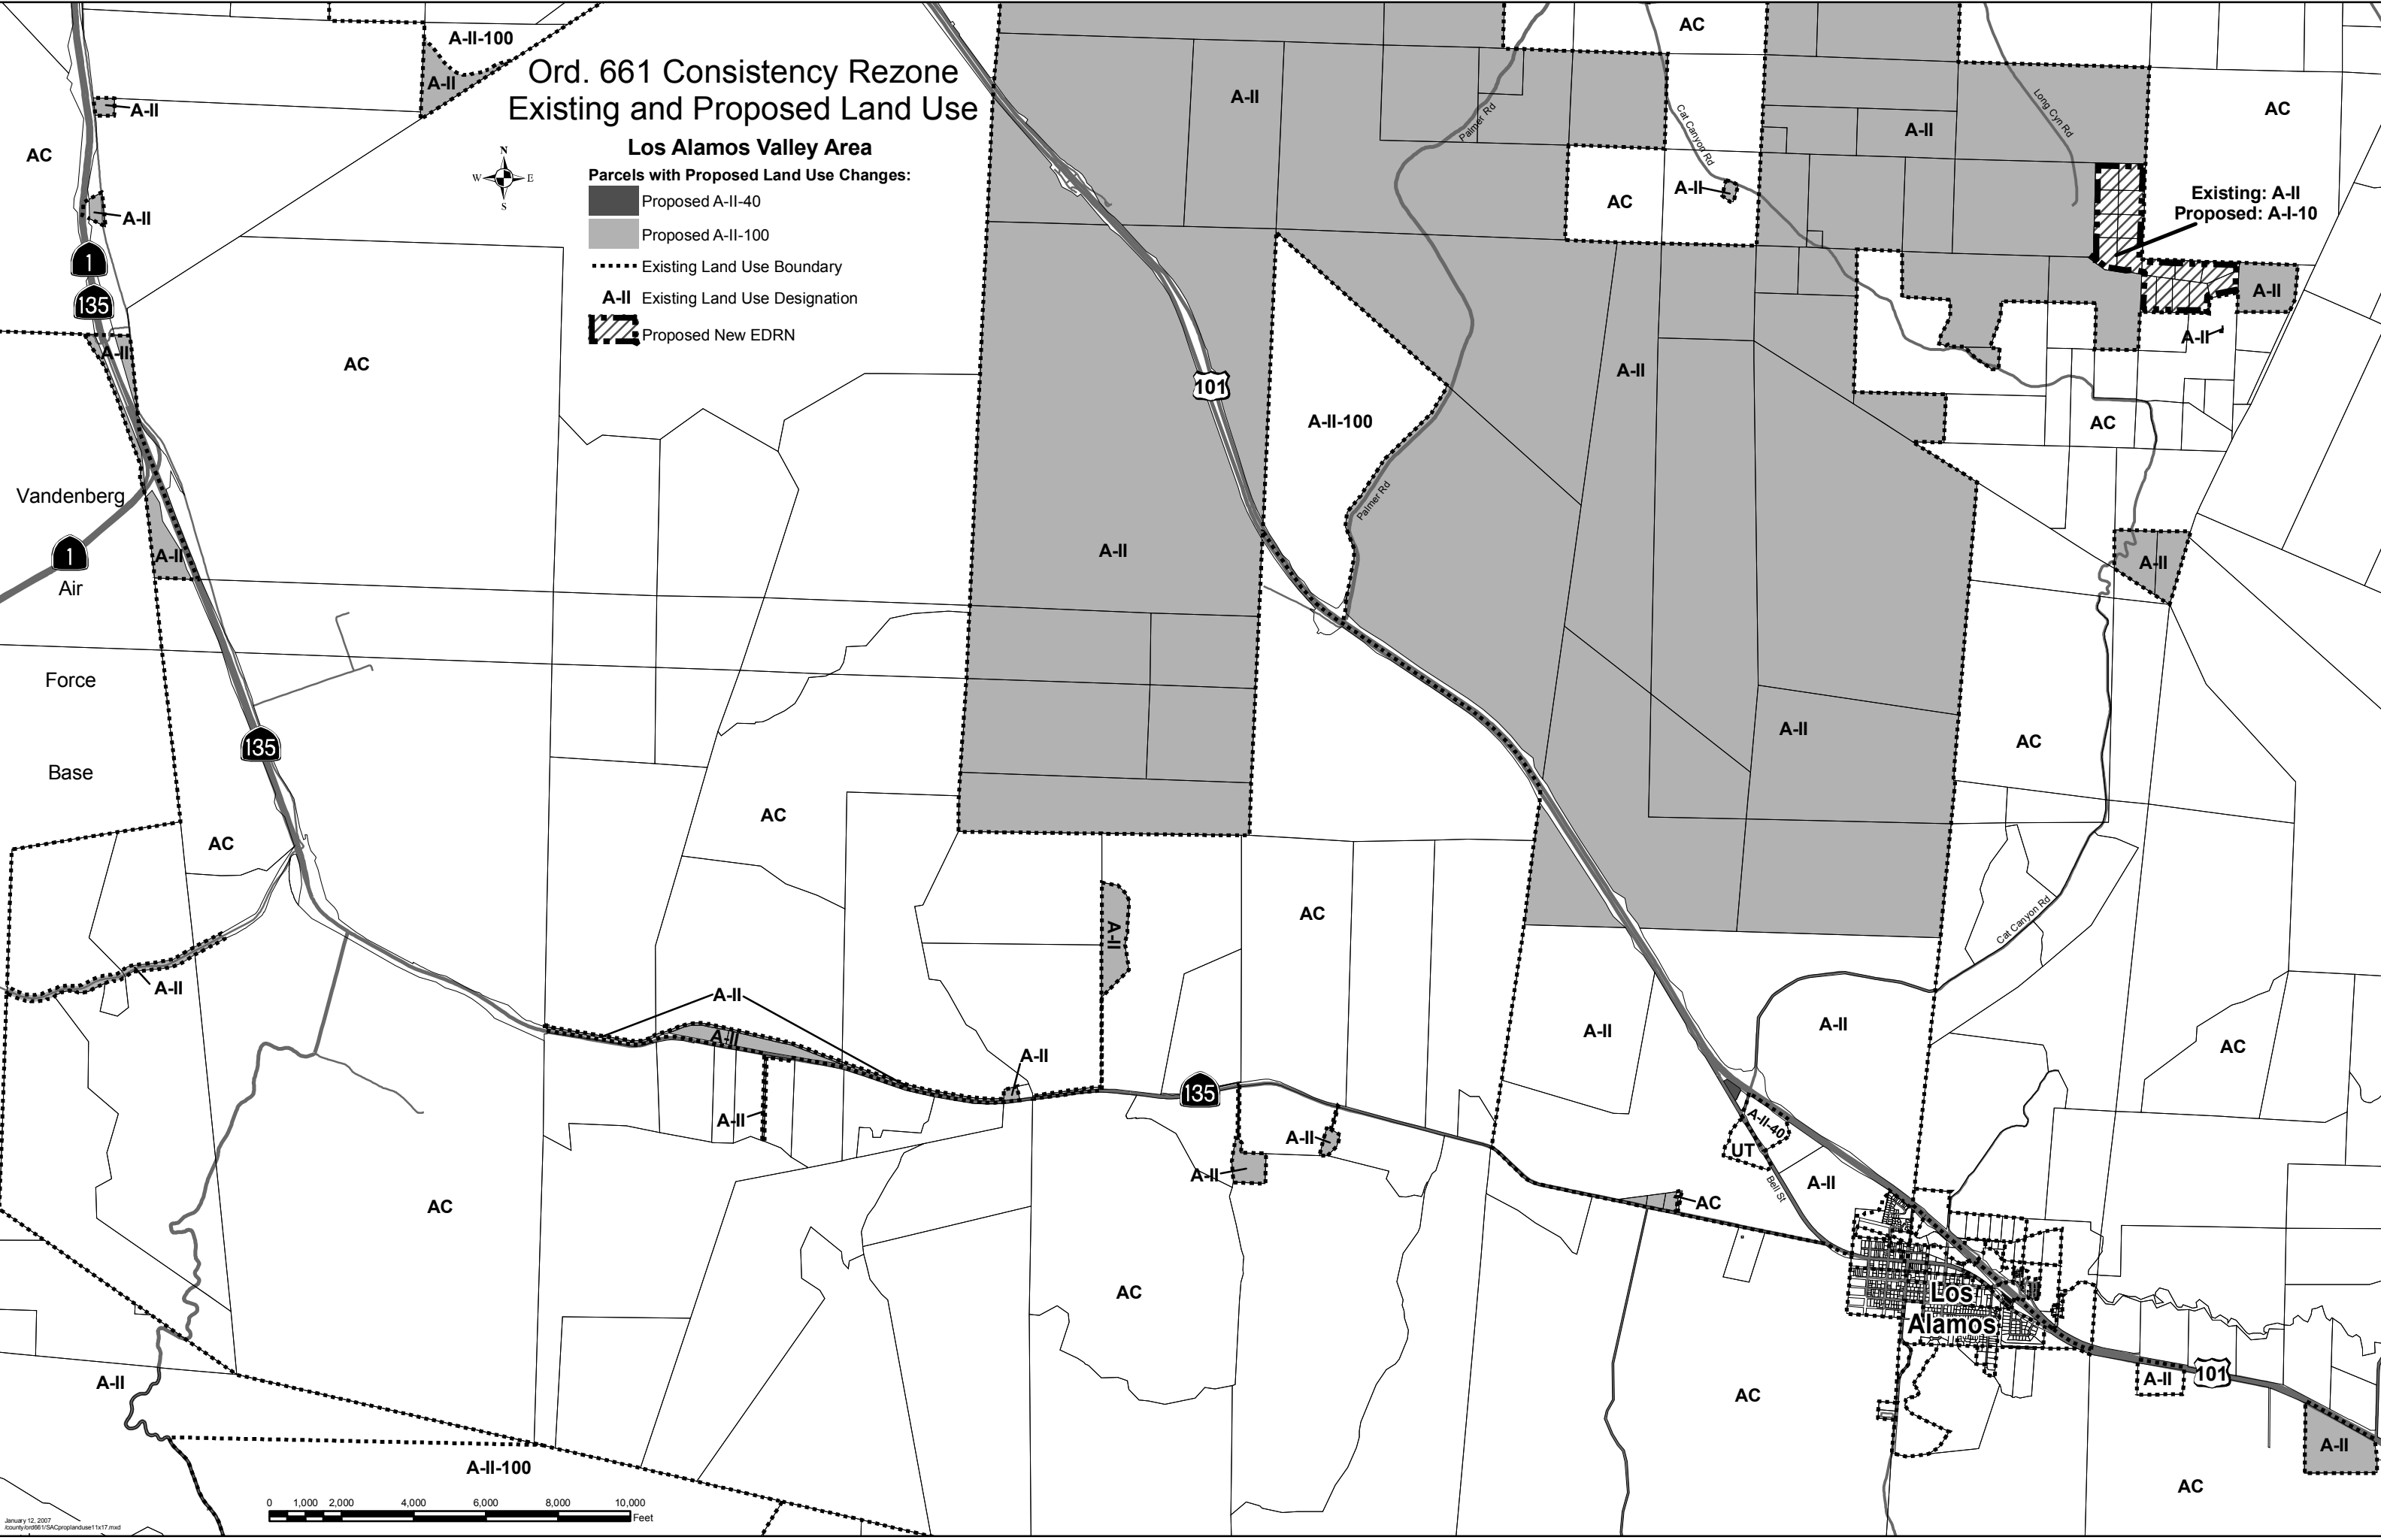 Ord. 661 Consistency Rezone
Existing and Proposed Land Use
Los Alamos Valley Area
Parcels with Proposed Land Use Changes:
Proposed A-II-40
Proposed A-II-100
Existing Land Use Boundary
A-II Existing Land Use Designation
Proposed New EDRN
N
W E
S
A-II-100
A-II
A-II
AC
A-II
1
135
A-II
AC
Vandenberg
1
A-II
Air
Force
135
Base
AC
A-II
A-II
Palmer Rd
AC
Cat Canyon Rd
A-II
Long Cyn Rd
AC
AC
A-II
Existing: A-II
Proposed: A-I-10
A-II
A-II
101
A-II-100
A-II
Palmer Rd
A-II
AC
A-II
A-II
AC
AC
A-II
AC
Cat Canyon Rd
A-II
A-II
A-II
A-II
A-II
135
A-II
A-II
A-II
A-II
A-II-40
UT
Bell St
A-II
AC
AC
AC
AC
Los
Alamos
AC
101
A-II
A-II
AC
A-II
A-II-100
0 1,000 2,000 4,000 6,000 8,000 10,000
Feet
January 12, 2007
/county/ord661/SACproplanduse11x17.mxd